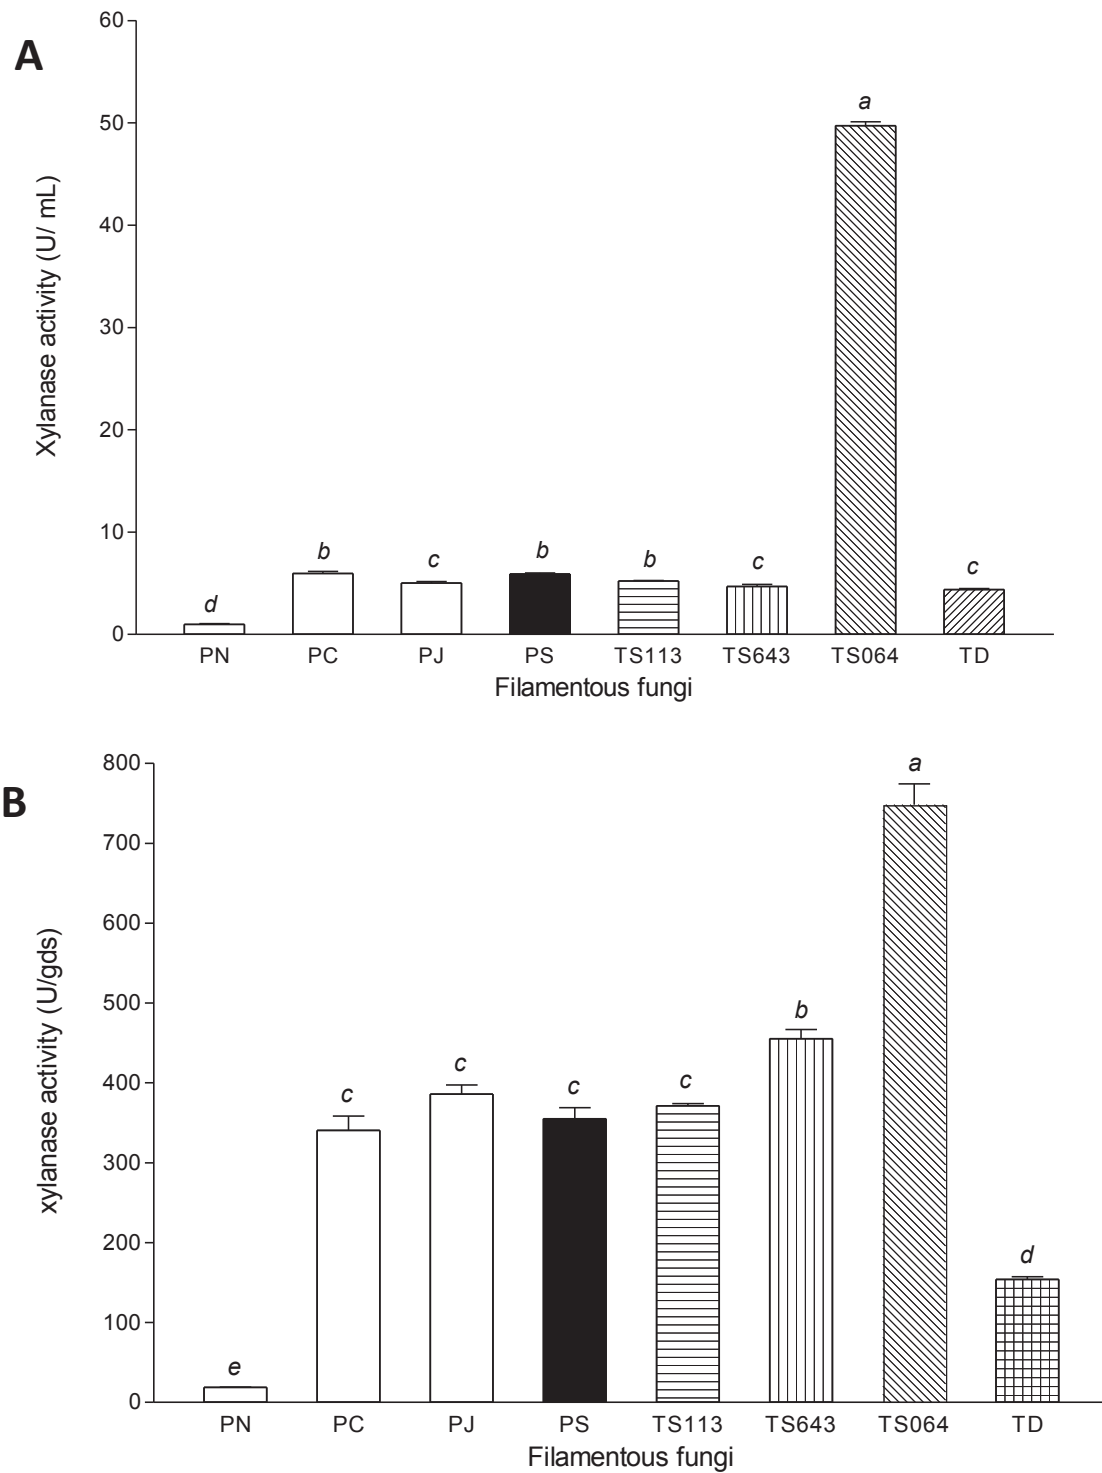 A
Xylanase activity (U/ mL)
60
50
40
30
20
10
0
a
b
c
b
b
c
c
d
PN PC PJ PS TS113 TS643 TS064 TD
Filamentous fungi
B
xylanase activity (U/gds)
800
700
600
500
400
300
200
100
0
a
b
c
c
c
c
d
e
PN PC PJ PS TS113 TS643 TS064 TD
Filamentous fungi